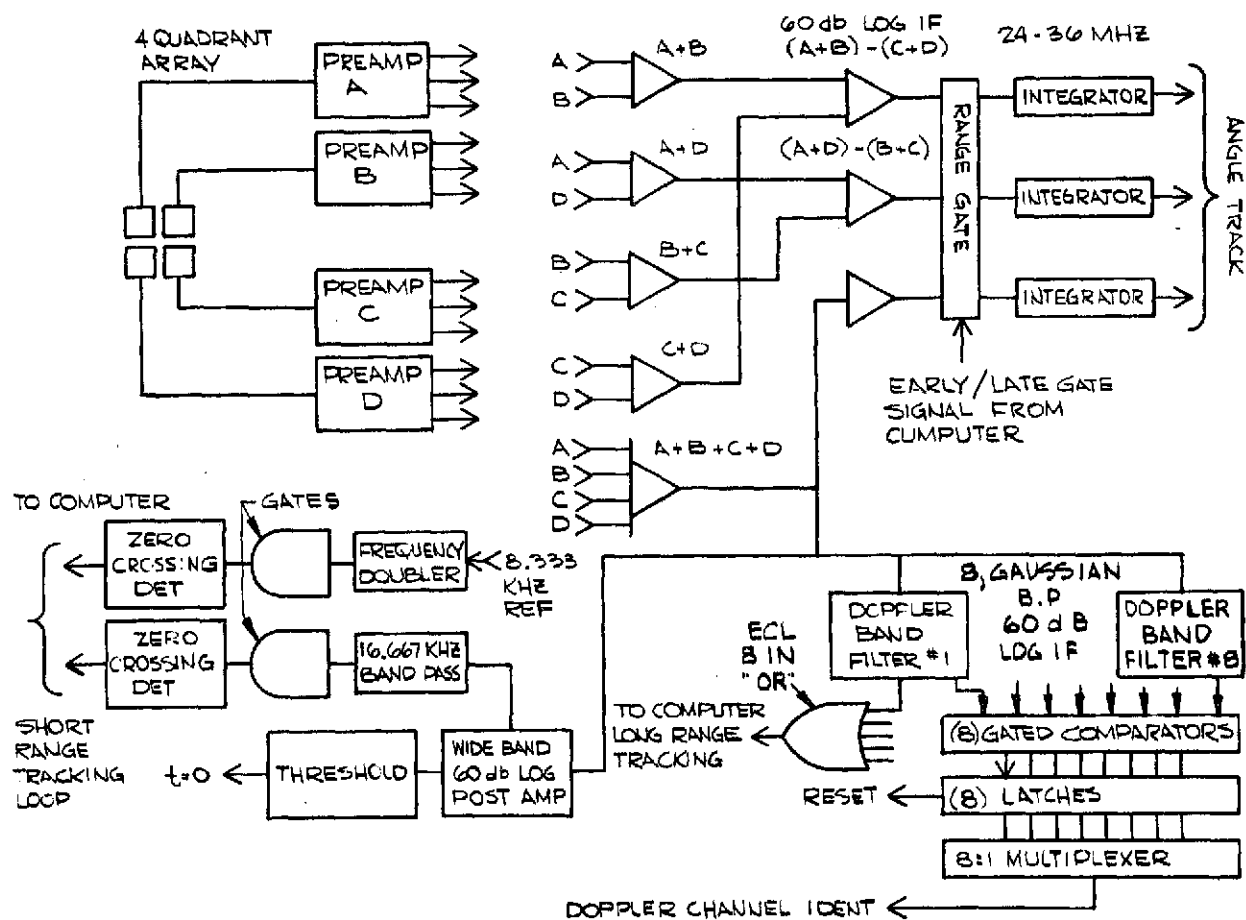 4 QUADRANT
ARRAY
PREAMP
A
PREAMP
B
PREAMP
C
PREAMP
D
A
B
A+B
A
D
A+D
B
C
B+C
C
D
C+D
A
B
C
D
A+B+C+D
60 db LOG IF
(A+B)-(C+D)
(A+D)-(B+C)
24-36 MHZ
RANGE GATE
INTEGRATOR
INTEGRATOR
INTEGRATOR
ANGLE TRACK
EARLY/LATE GATE
SIGNAL FROM
CUMPUTER
TO COMPUTER
GATES
ZERO
CROSSING
DET
FREQUENCY
DOUBLER
8.333
KHZ
REF
ZERO
CROSSING
DET
16.667 KHZ
BAND PASS
SHORT
RANGE
TRACKING
LOOP
t=0
THRESHOLD
WIDE BAND
60 db LOG
POST AMP
ECL
8 IN
"OR"
TO COMPUTER
LONG RANGE
TRACKING
DOPPLER
BAND
FILTER #1
8, GAUSSIAN
B.P
60 dB
LOG IF
DOPPLER
BAND
FILTER #8
(8) GATED COMPARATORS
RESET
(8) LATCHES
8:1 MULTIPLEXER
DOPPLER CHANNEL IDENT